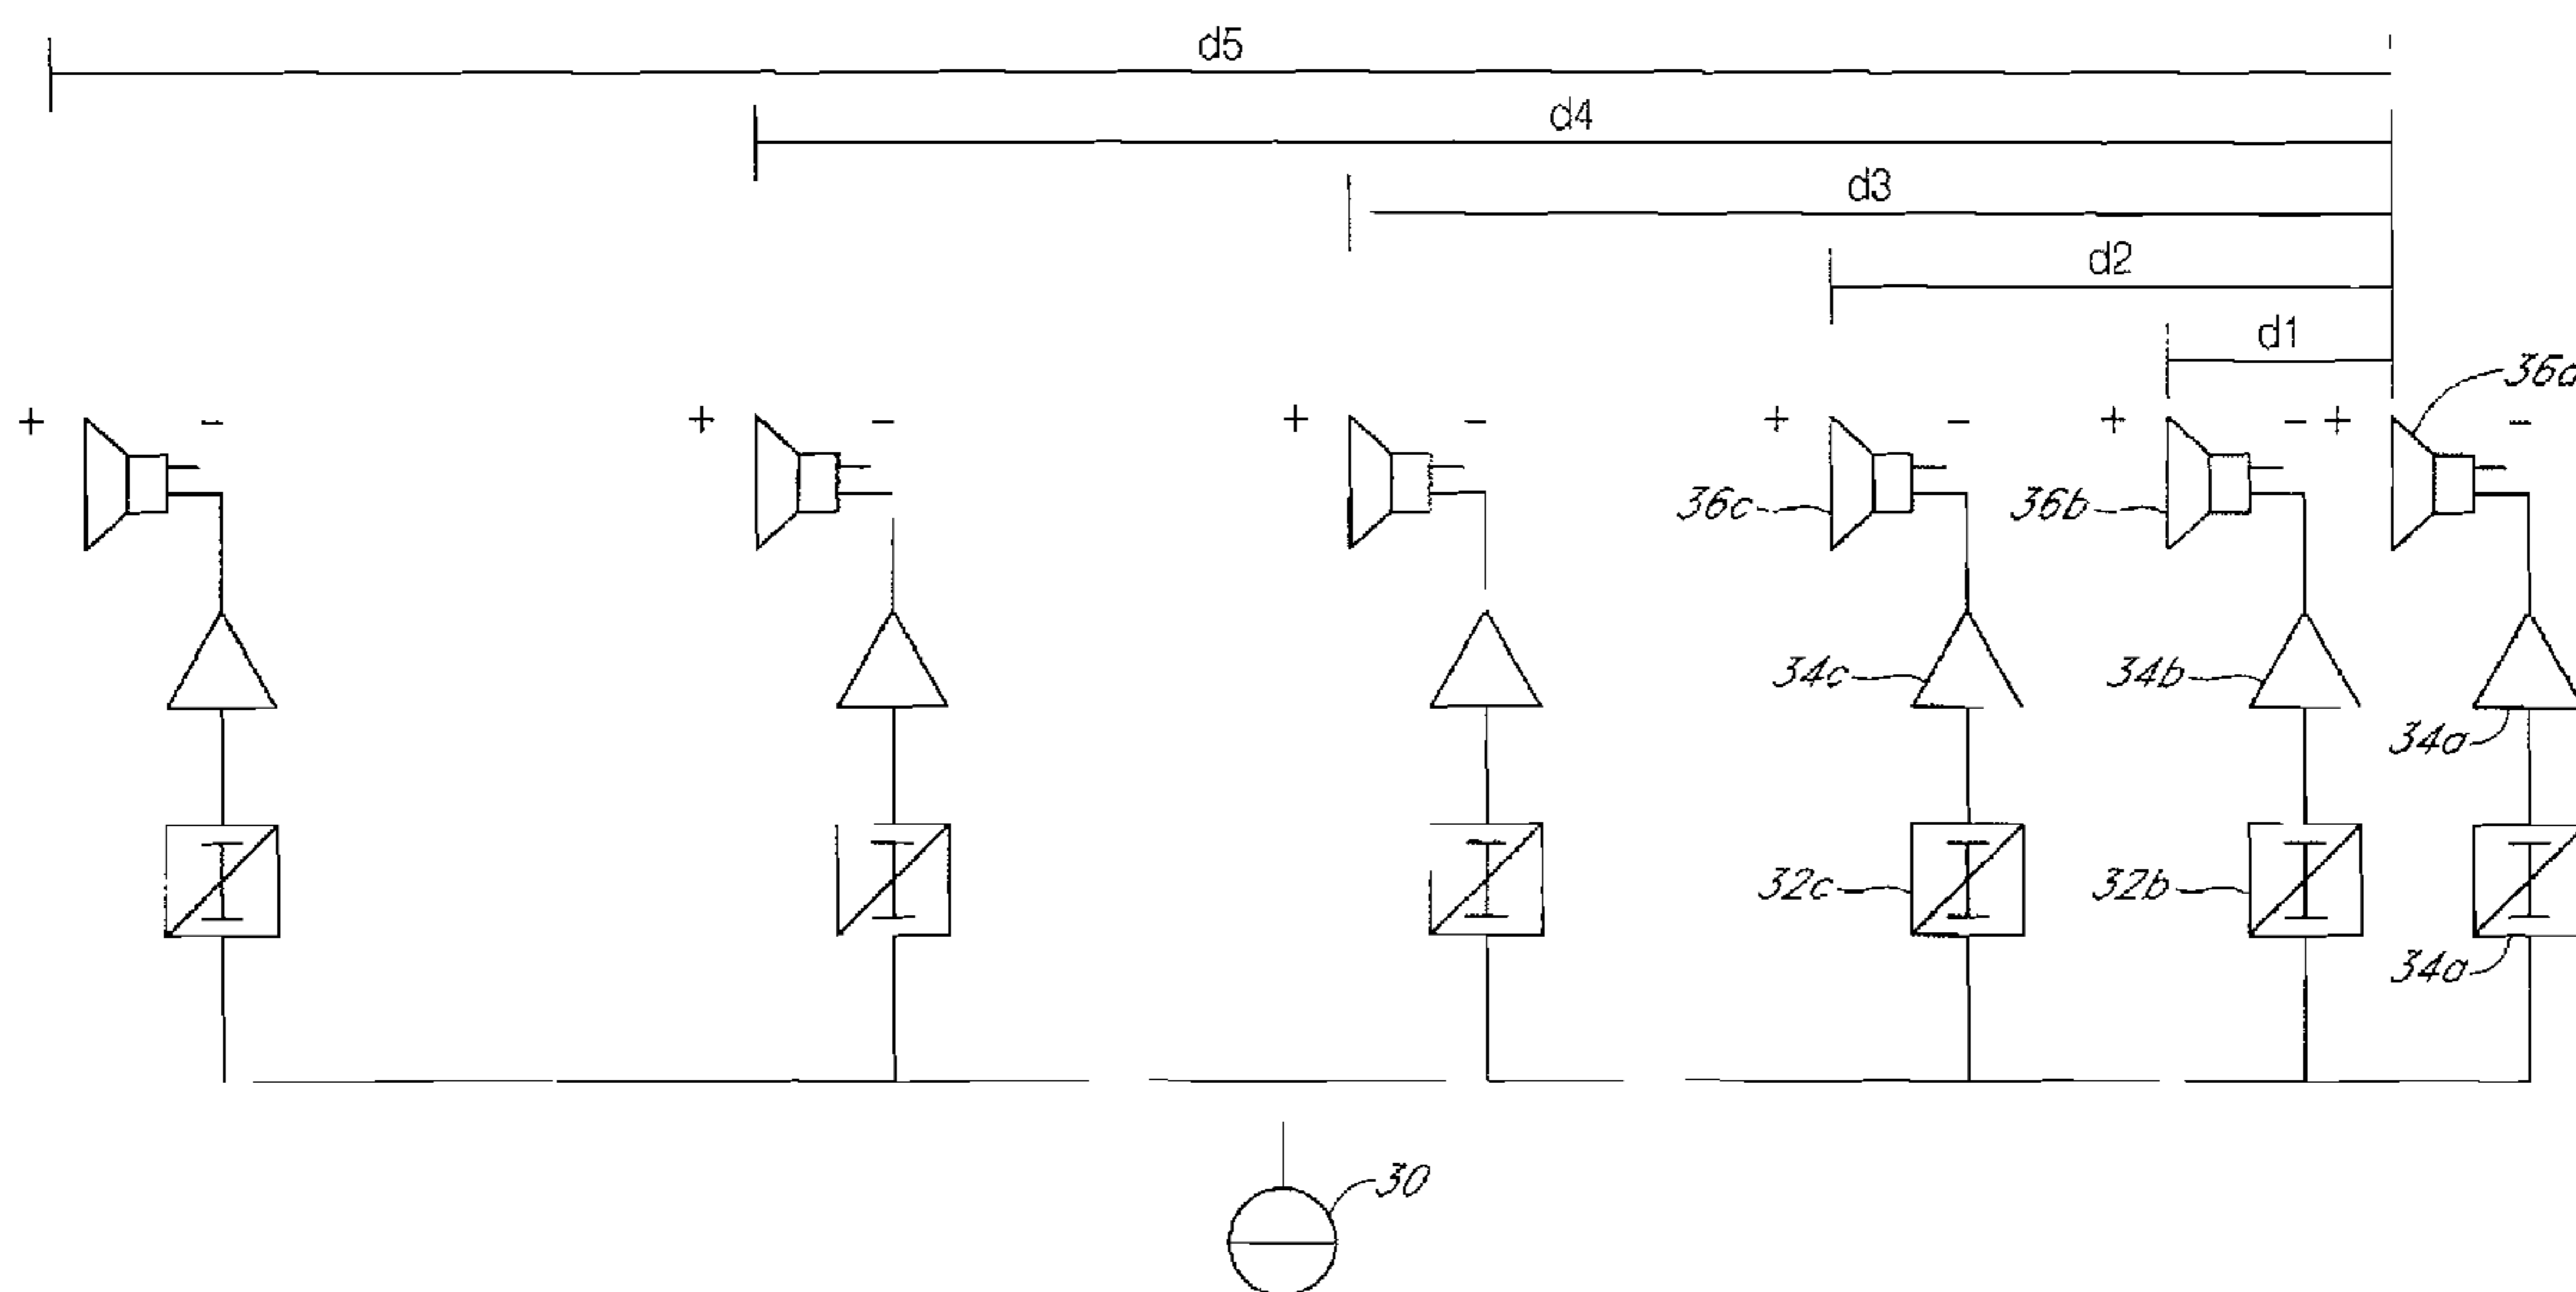 d5
d4
d3
d2
d1
36a
+ - + - + - + - + - + -
36c 36b
34c 34b
34a
32c 32b
34a
30